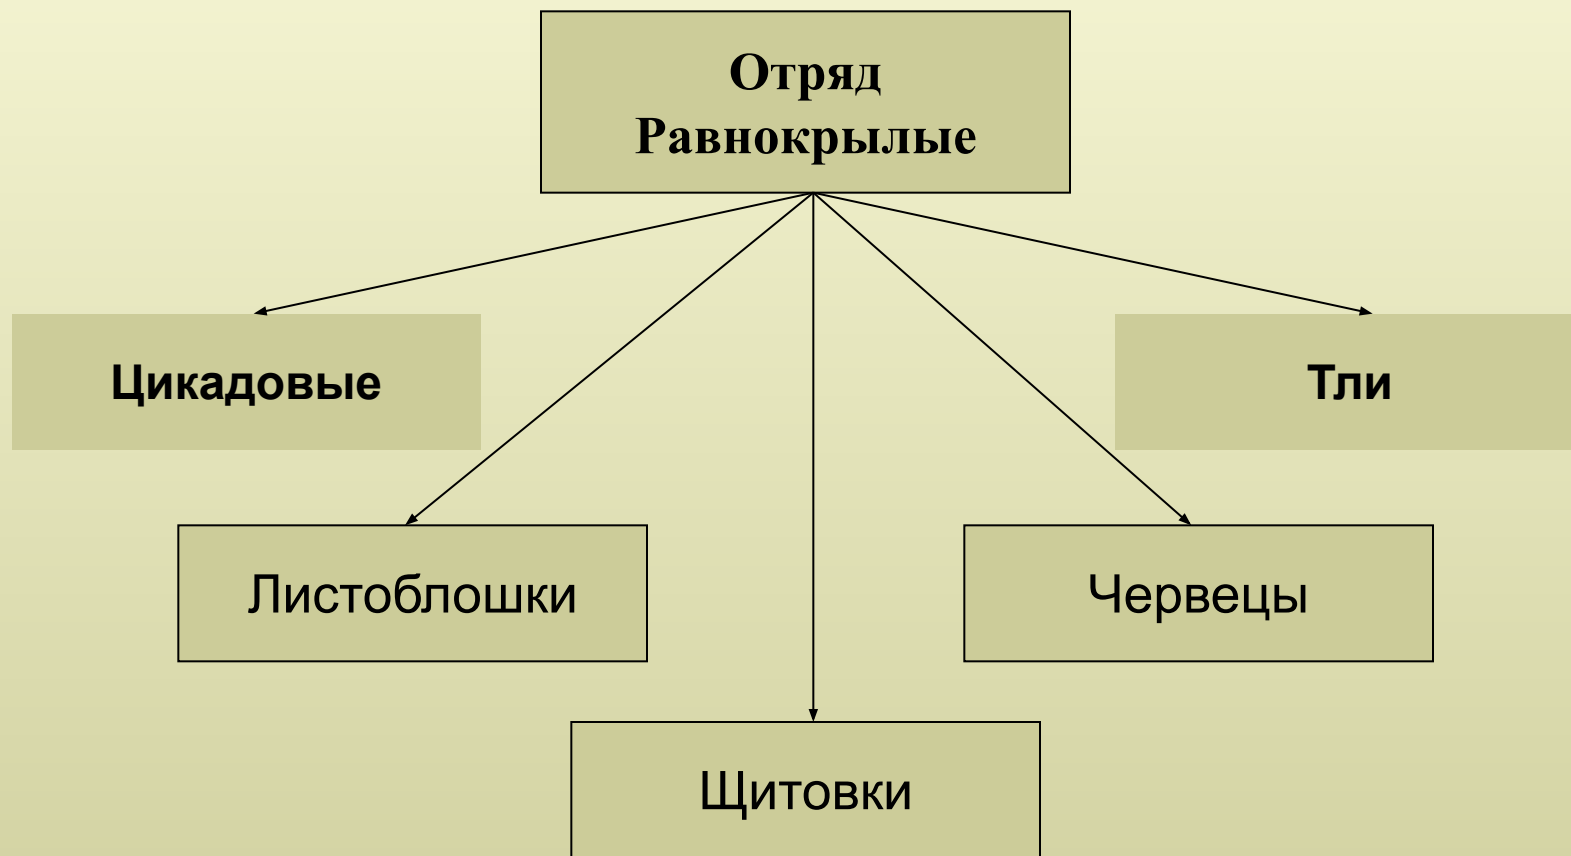 Отряд
Равнокрылые
Цикадовые
Тли
Листоблошки
Червецы
Щитовки